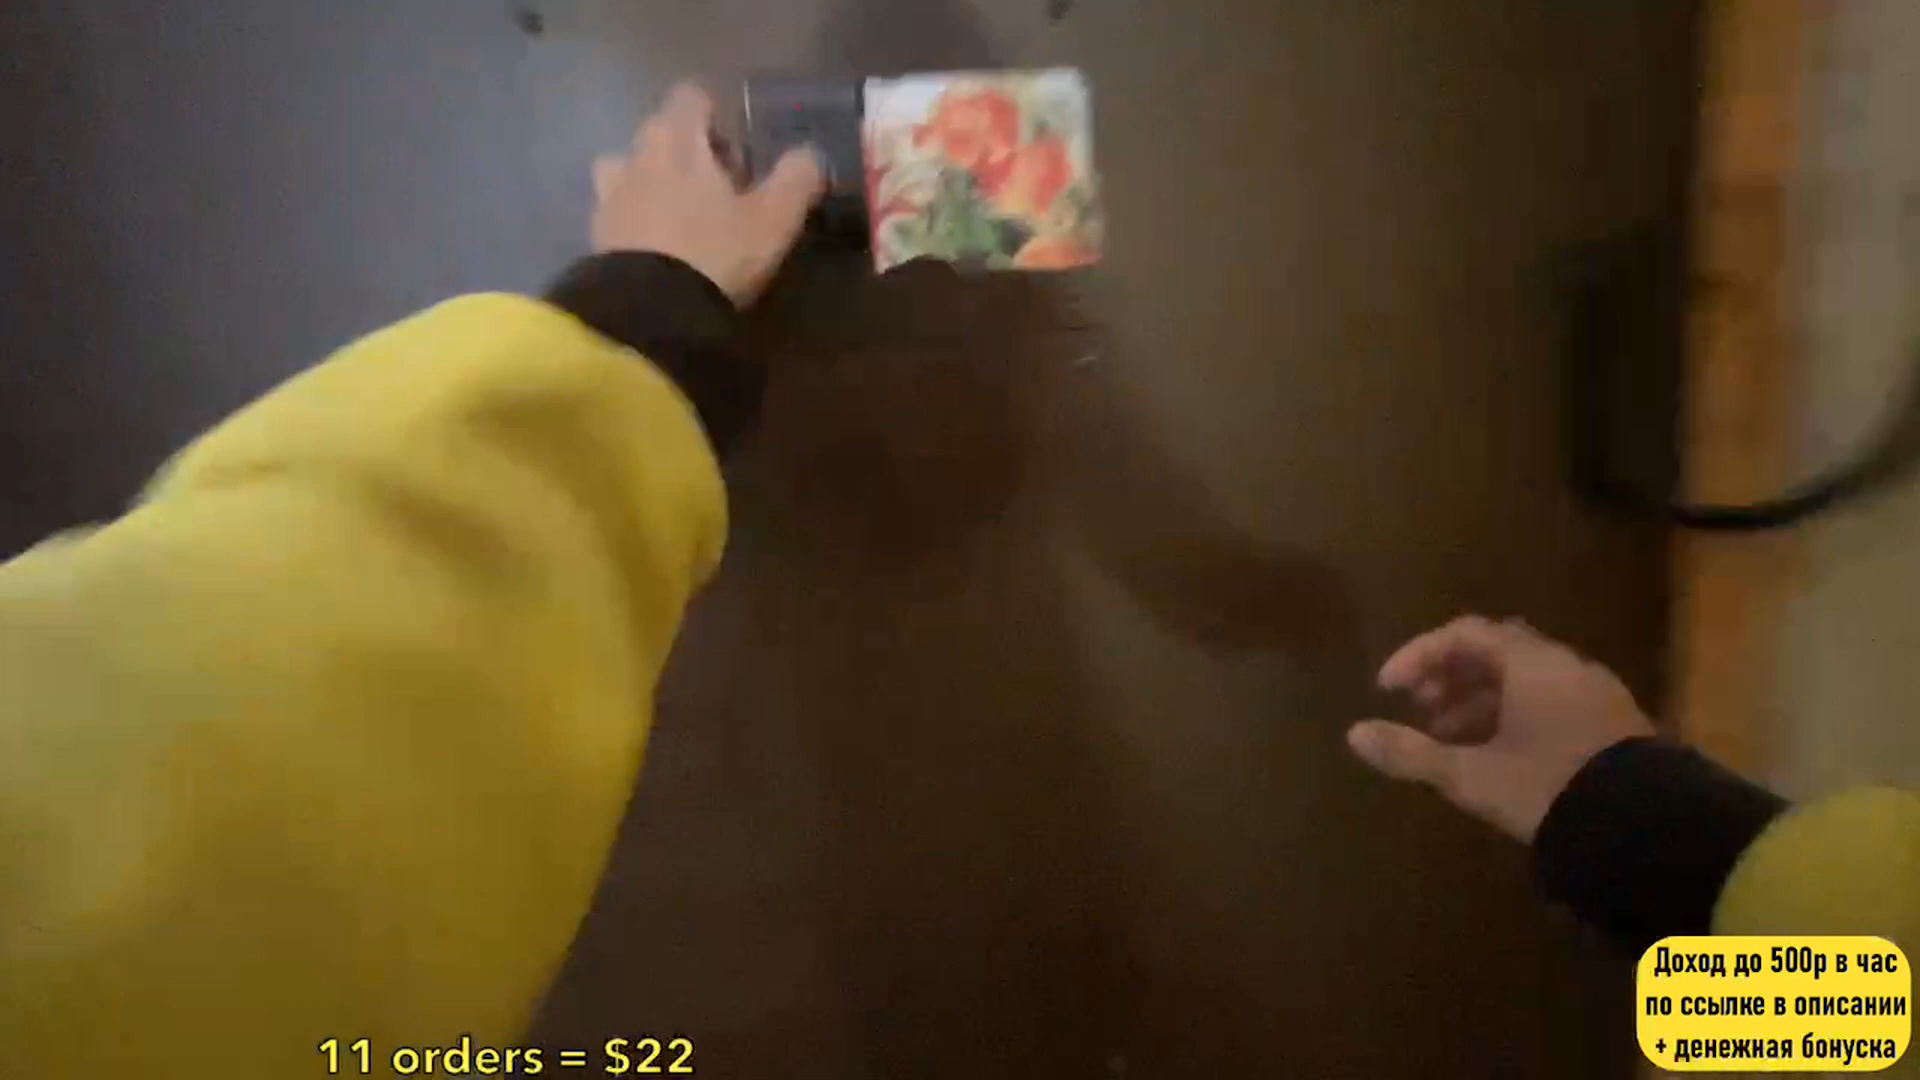 11 orders = $22
Доход до 500р в час
по ссылке в описании
+ денежная бонуска